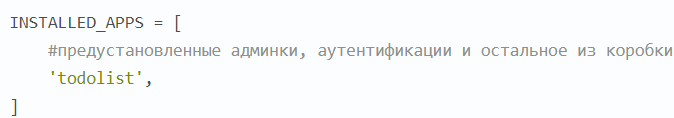 INSTALLED_APPS = [
#предустановленные админки, аутентификации и остальное из коробки
'todolist',
]